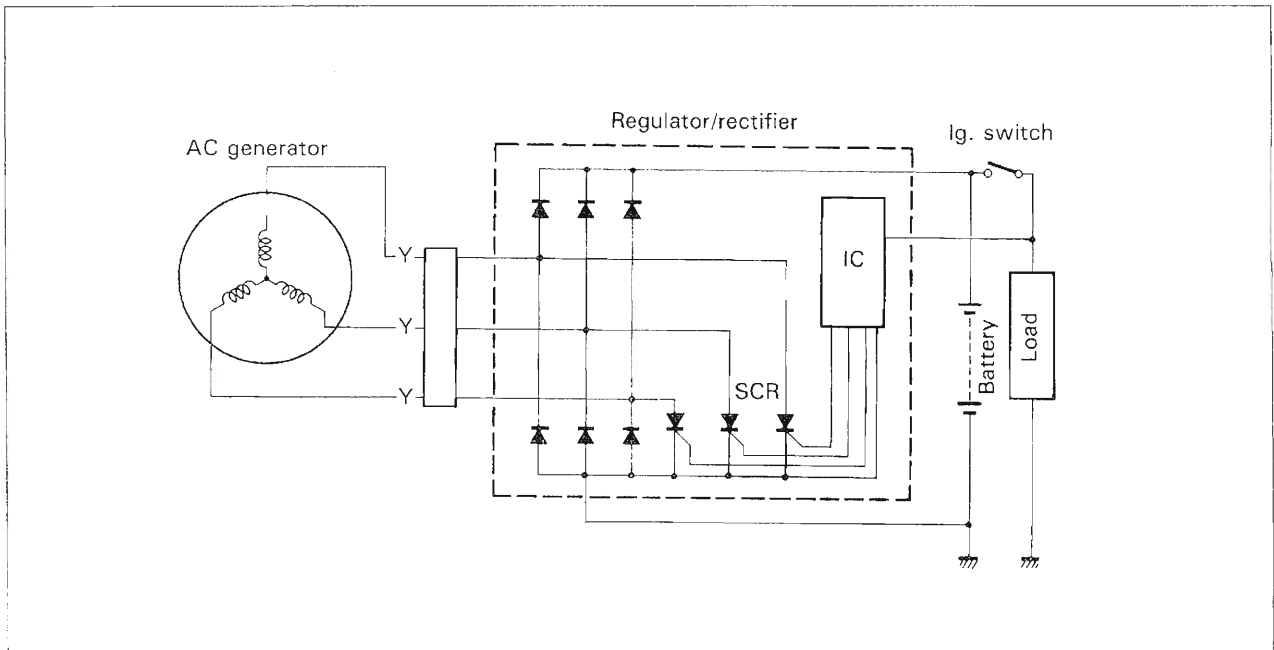 Regulator/rectifier
Ig. switch
AC generator
Y
IC
Y
Battery
Load
SCR
Y